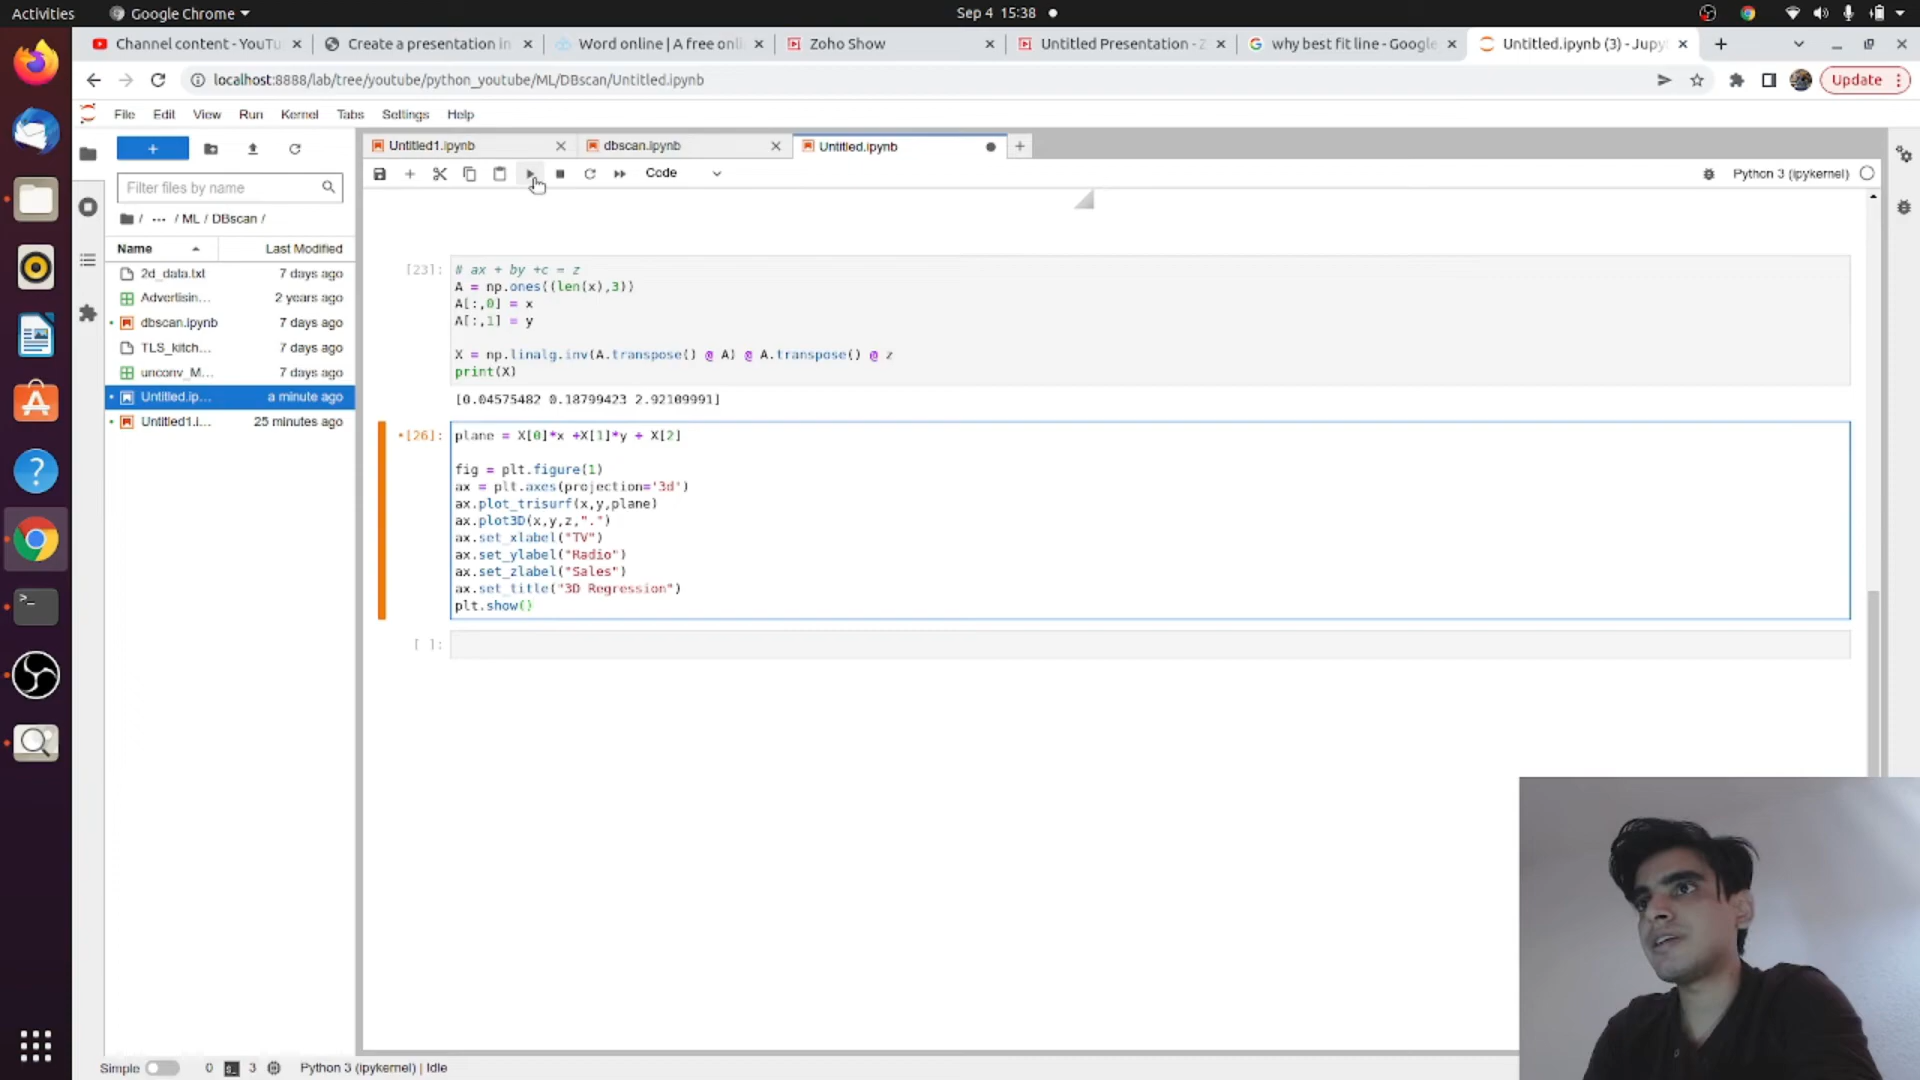 Activities
Google Chrome
Sep 4 15:38
Channel content - YouTu
Create a presentation in
Word online | A free onli
Zoho Show
Untitled Presentation - Z
why best fit line - Google
Untitled.ipynb (3) - Jupy
localhost:8888/lab/tree/youtube/python_youtube/ML/DBscan/Untitled.ipynb
Update
File Edit View Run Kernel Tabs Settings Help
Untitled1.ipynb
dbscan.ipynb
Untitled.ipynb
Code
Python 3 (ipykernel)
Filter files by name
/ ··· / ML / DBscan /
Name Last Modified
2d_data.txt 7 days ago
Advertisin... 2 years ago
dbscan.ipynb 7 days ago
TLS_kitch... 7 days ago
unconv_M... 7 days ago
Untitled.ip... a minute ago
Untitled1.i... 25 minutes ago
[23]:
# ax + by +c = z
A = np.ones((len(x),3))
A[:,0] = x
A[:,1] = y
X = np.linalg.inv(A.transpose() @ A) @ A.transpose() @ z
print(X)
[0.04575482 0.18799423 2.92109991]
•[26]:
plane = X[0]*x +X[1]*y + X[2]
fig = plt.figure(1)
ax = plt.axes(projection='3d')
ax.plot_trisurf(x,y,plane)
ax.plot3D(x,y,z,".")
ax.set_xlabel("TV")
ax.set_ylabel("Radio")
ax.set_zlabel("Sales")
ax.set_title("3D Regression")
plt.show()
[ ]:
Simple 0 3 Python 3 (ipykernel) | Idle